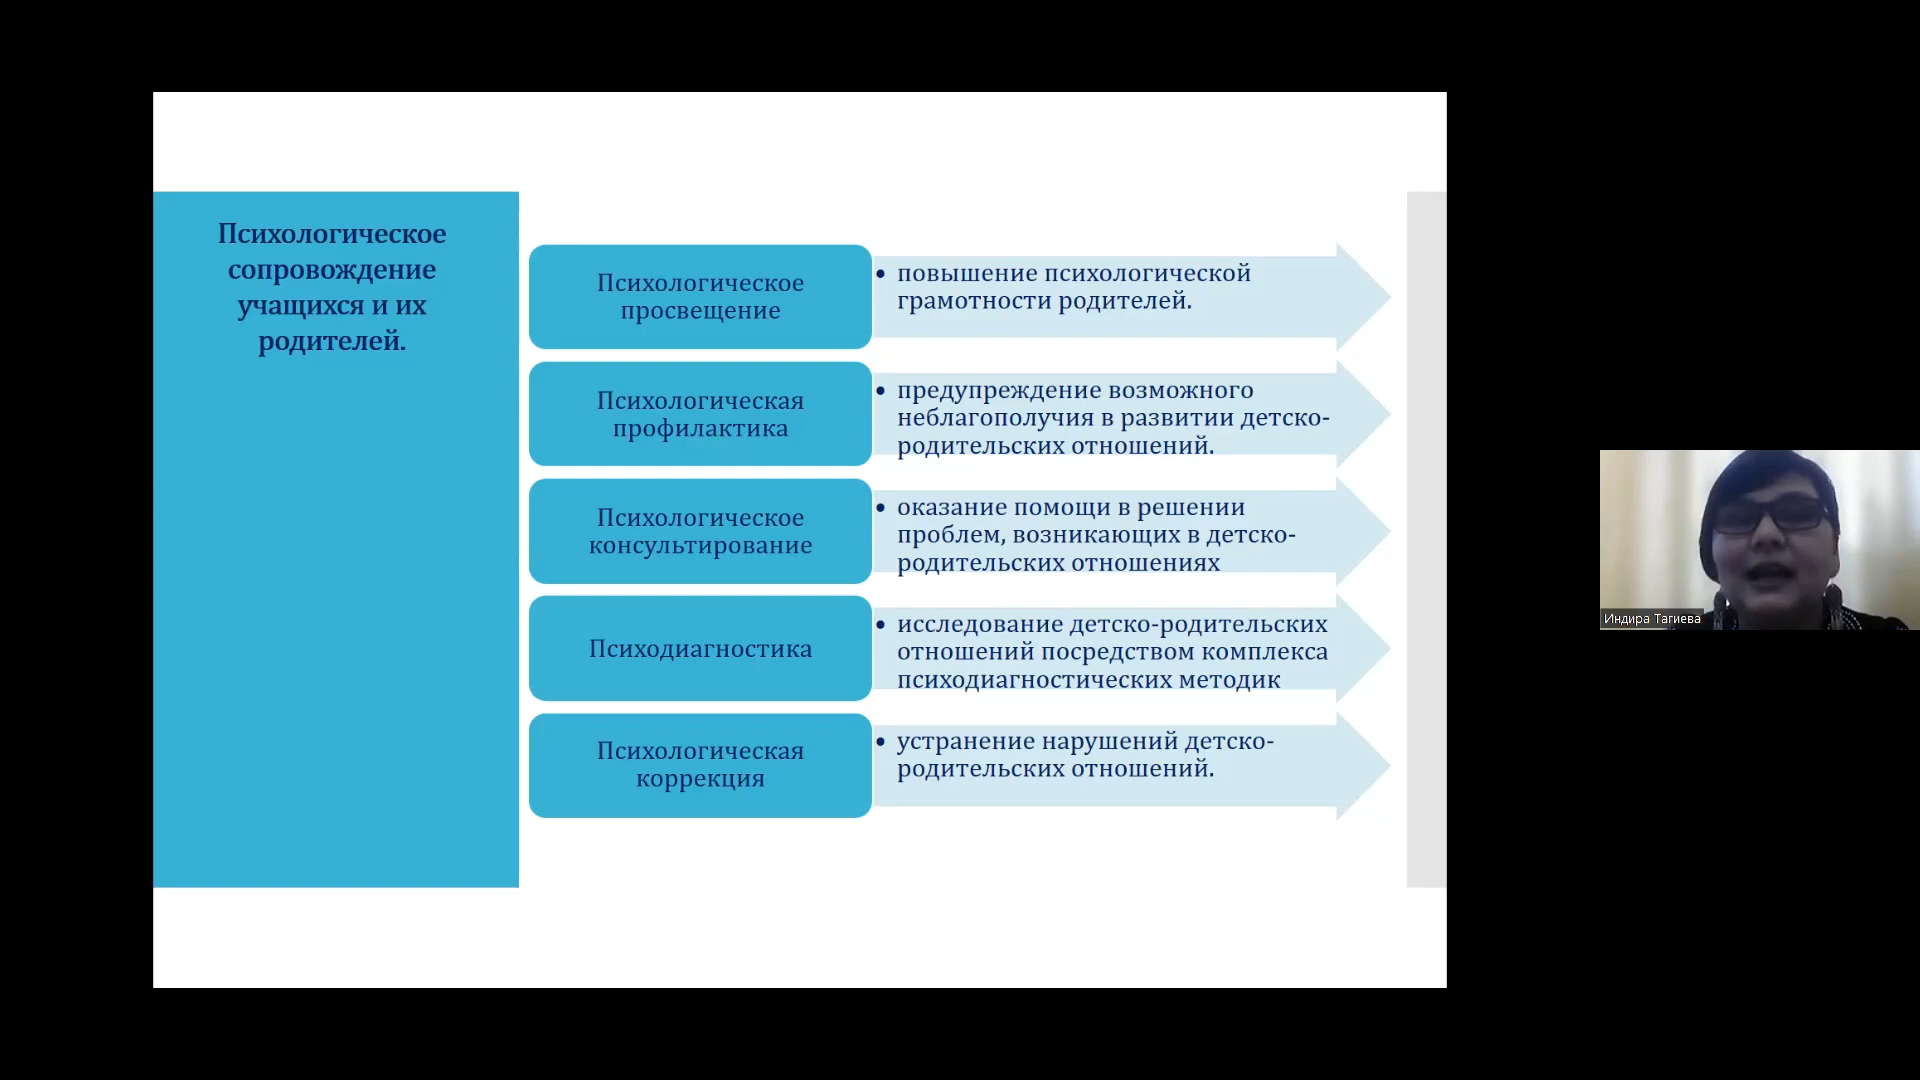 Психологическое
сопровождение
учащихся и их
родителей.
Психологическое
просвещение
• повышение психологической
грамотности родителей.
Психологическая
профилактика
• предупреждение возможного
неблагополучия в развитии детско-
родительских отношений.
Психологическое
консультирование
• оказание помощи в решении
проблем, возникающих в детско-
родительских отношениях
Психодиагностика
• исследование детско-родительских
отношений посредством комплекса
психодиагностических методик
Психологическая
коррекция
• устранение нарушений детско-
родительских отношений.
Индира Тагиева